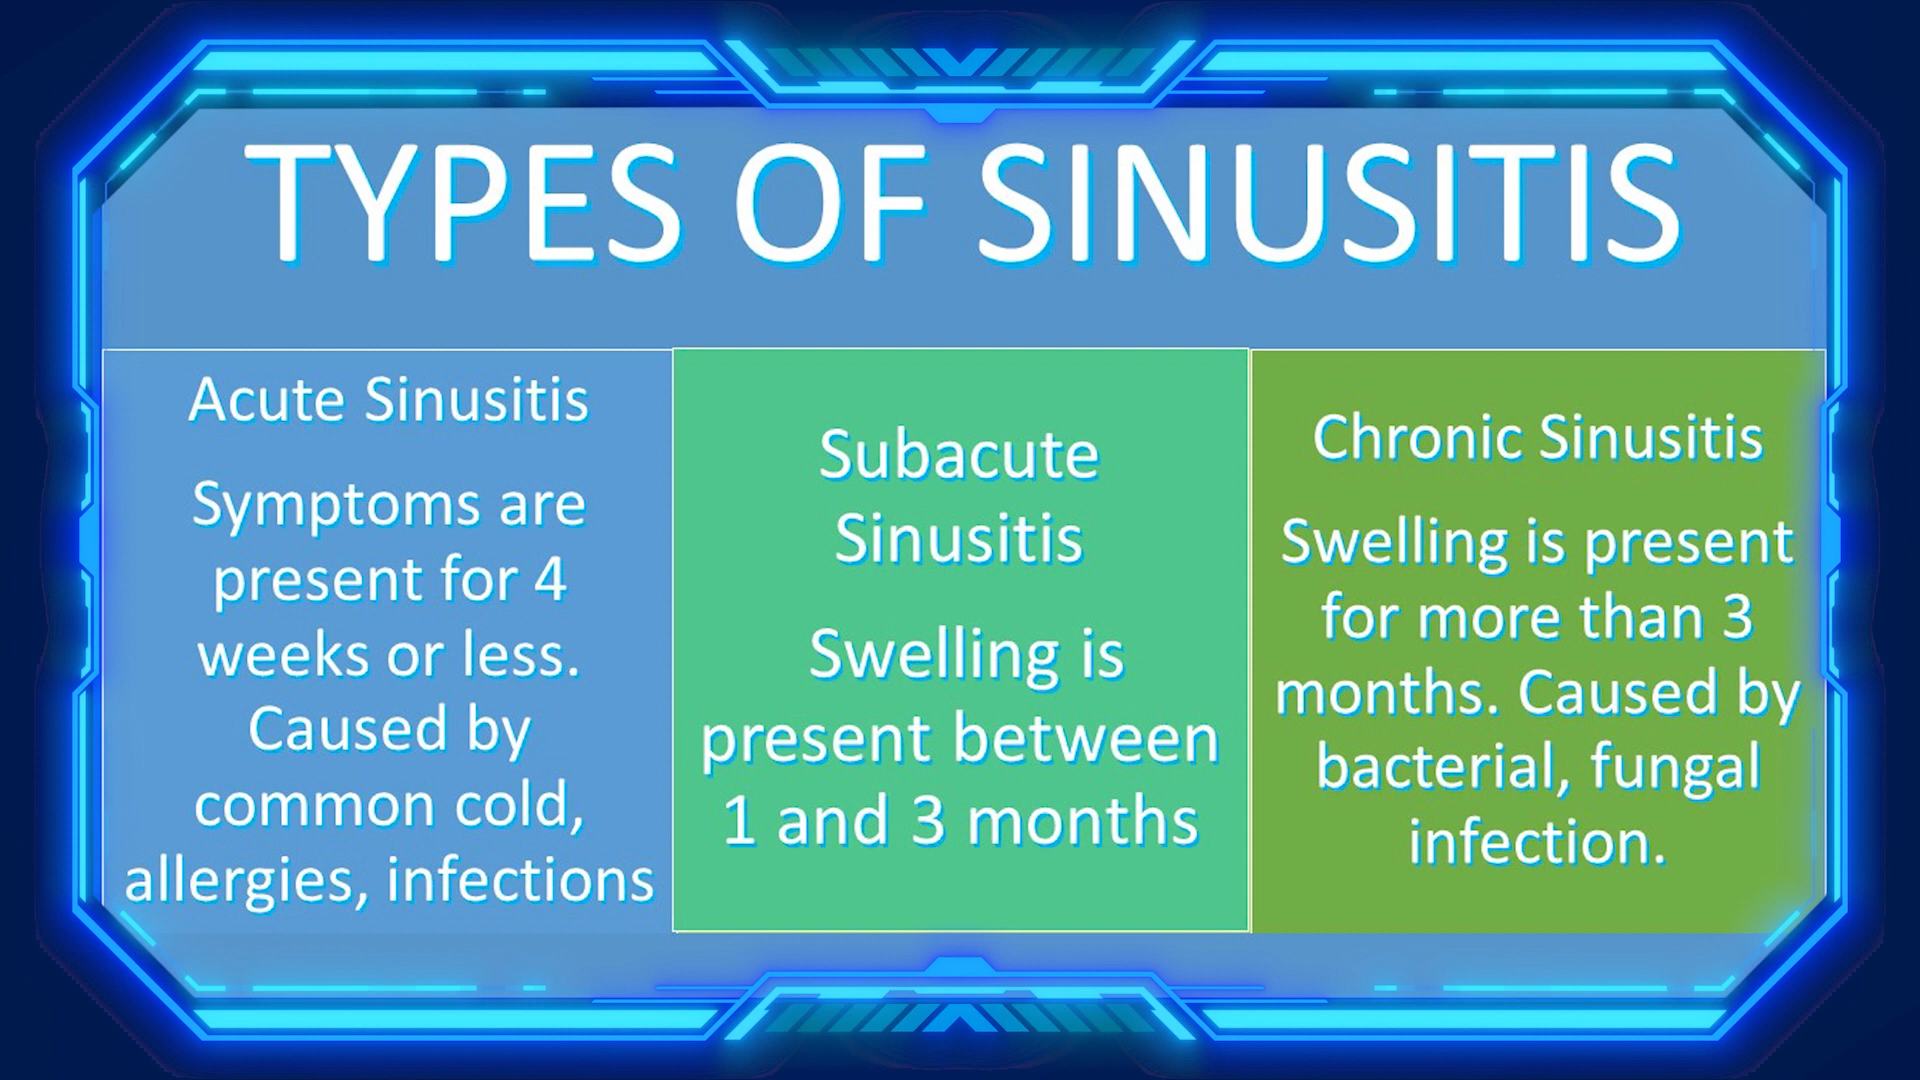 TYPES OF SINUSITIS
Acute Sinusitis
Symptoms are
present for 4
weeks or less.
Caused by
common cold,
allergies, infections
Subacute
Sinusitis
Swelling is
present between
1 and 3 months
Chronic Sinusitis
Swelling is present
for more than 3
months. Caused by
bacterial, fungal
infection.